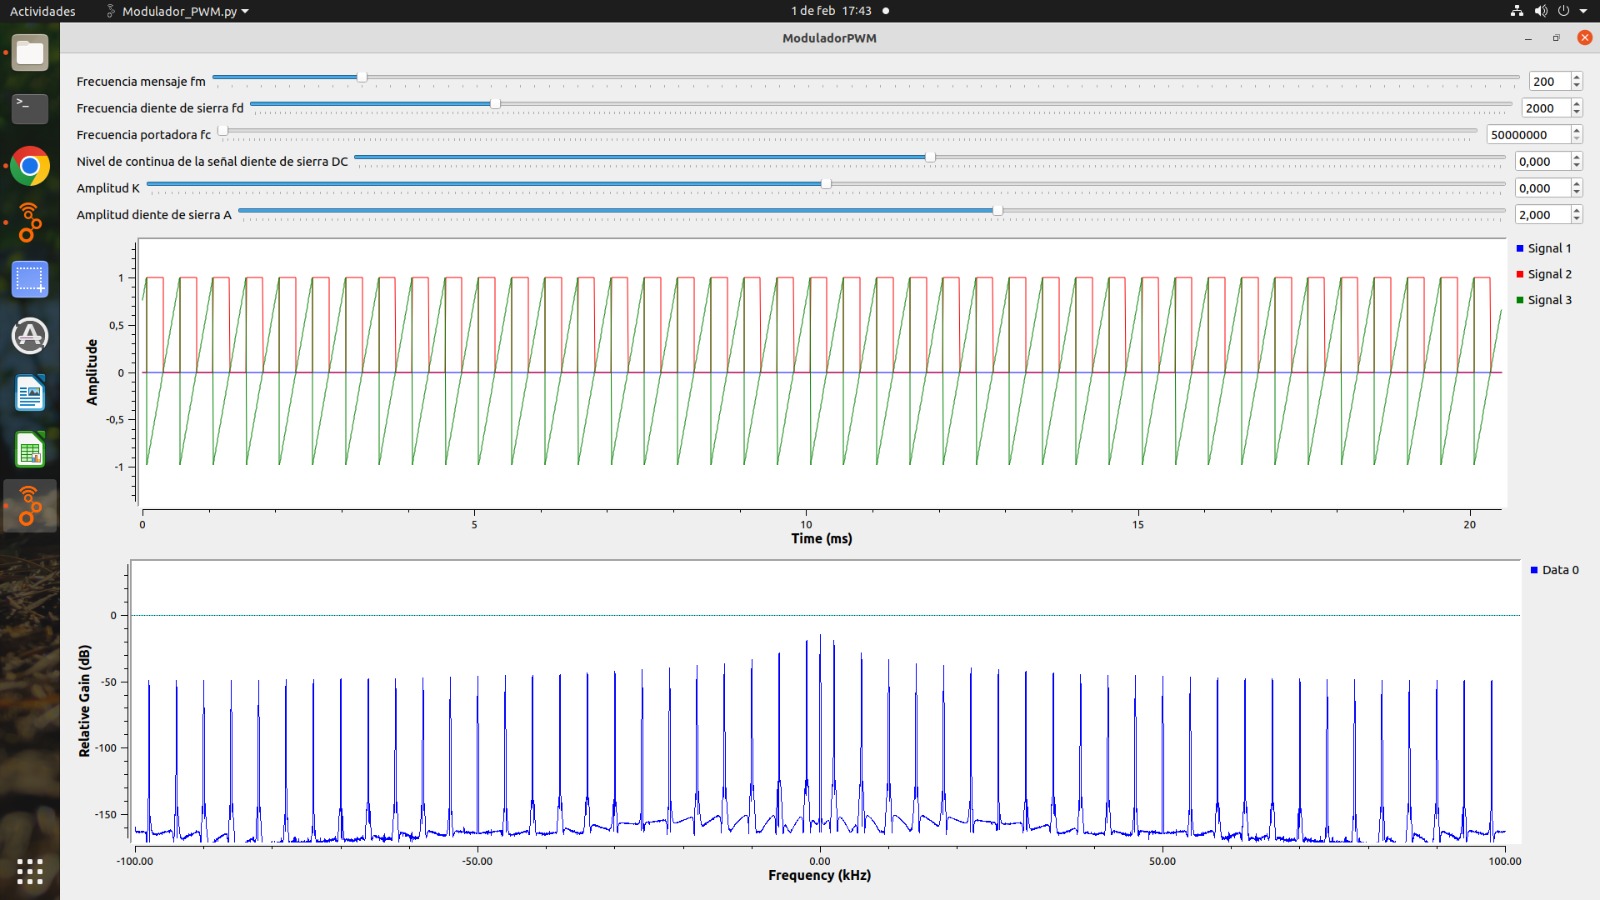 Actividades Modulador_PWM.py 1 de feb 17:43
ModuladorPWM
Frecuencia mensaje fm 200
Frecuencia diente de sierra fd 2000
Frecuencia portadora fc 50000000
Nivel de continua de la señal diente de sierra DC 0,000
Amplitud K 0,000
Amplitud diente de sierra A 2,000
Signal 1
Signal 2
Signal 3
Amplitude
1
0,5
0
-0,5
-1
0 5 10 15 20
Time (ms)
Data 0
Relative Gain (dB)
0
-50
-100
-150
-100.00 -50.00 0.00 50.00 100.00
Frequency (kHz)